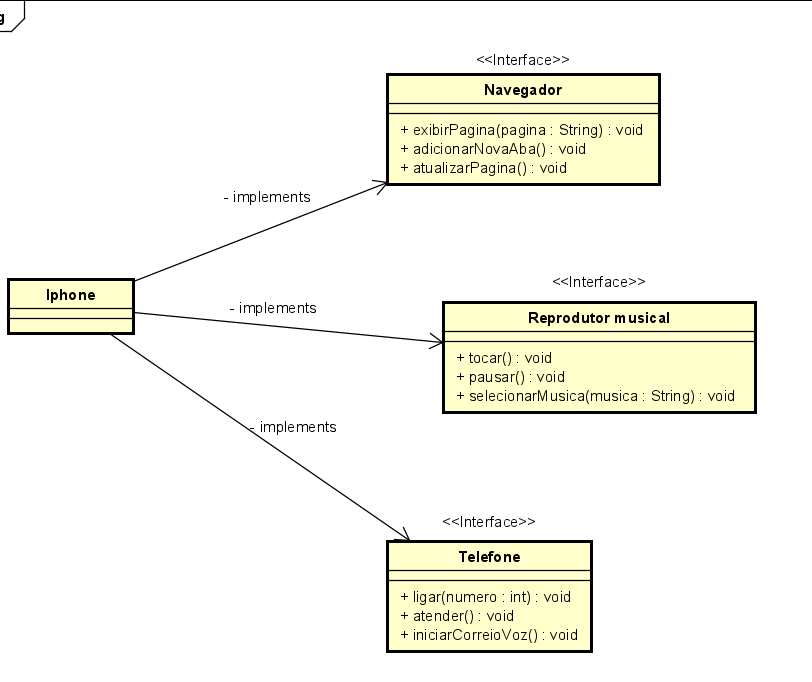 g
<<Interface>>
Navegador
+ exibirPagina(pagina : String) : void
+ adicionarNovaAba() : void
+ atualizarPagina() : void
- implements
Iphone
- implements
<<Interface>>
Reprodutor musical
+ tocar() : void
+ pausar() : void
+ selecionarMusica(musica : String) : void
- implements
<<Interface>>
Telefone
+ ligar(numero : int) : void
+ atender() : void
+ iniciarCorreioVoz() : void